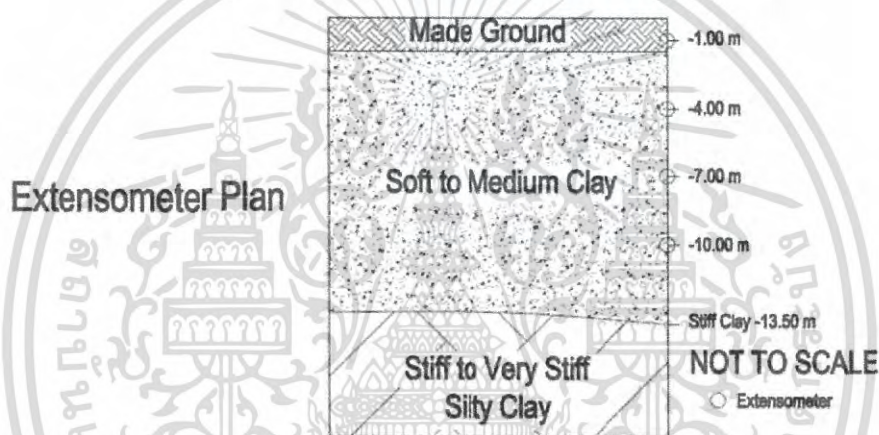 Made Ground
-1.00 m
-4.00 m
Extensometer Plan
Soft to Medium Clay
-7.00 m
-10.00 m
Stiff Clay -13.50 m
Stiff to Very Stiff
Silty Clay
NOT TO SCALE
Extensometer